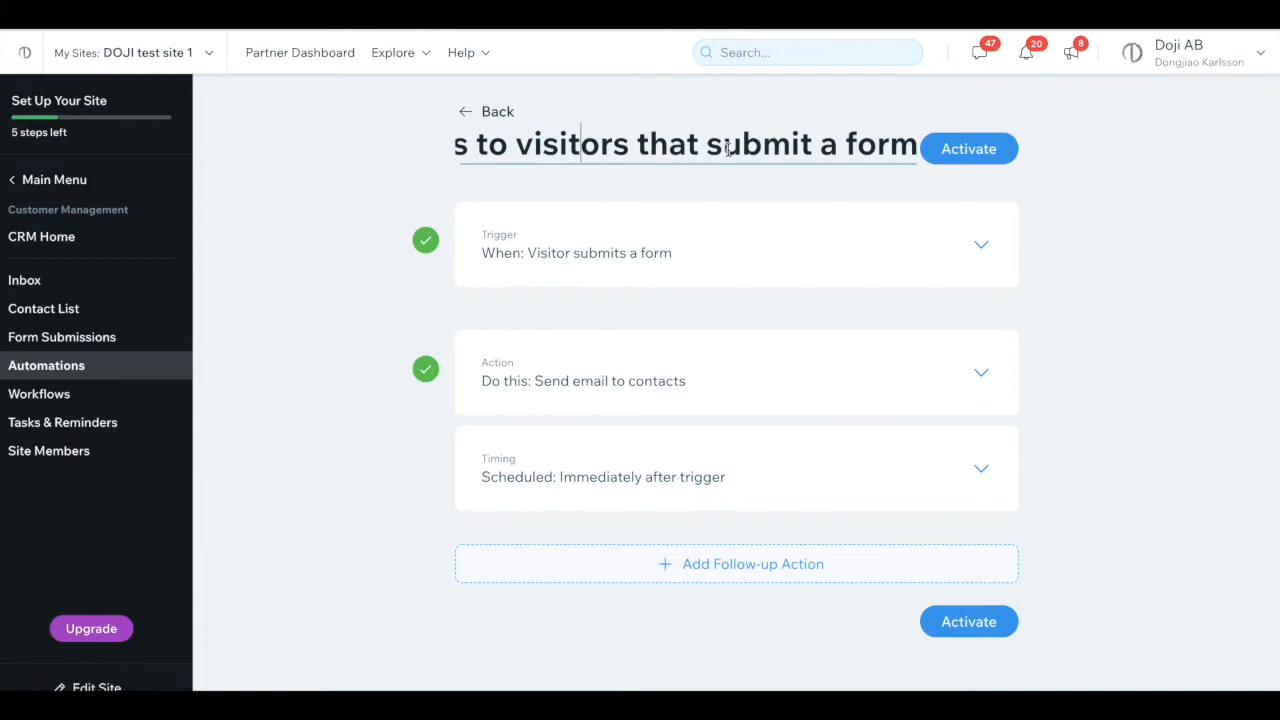 My Sites: DOJI test site 1
Partner Dashboard
Explore
Help
Search...
47
20
8
Doji AB
Dongjiao Karlsson
Set Up Your Site
5 steps left
Main Menu
Customer Management
CRM Home
Inbox
Contact List
Form Submissions
Automations
Workflows
Tasks & Reminders
Site Members
Upgrade
Edit Site
Back
s to visitors that submit a form
Activate
Trigger
When: Visitor submits a form
Action
Do this: Send email to contacts
Timing
Scheduled: Immediately after trigger
+ Add Follow-up Action
Activate